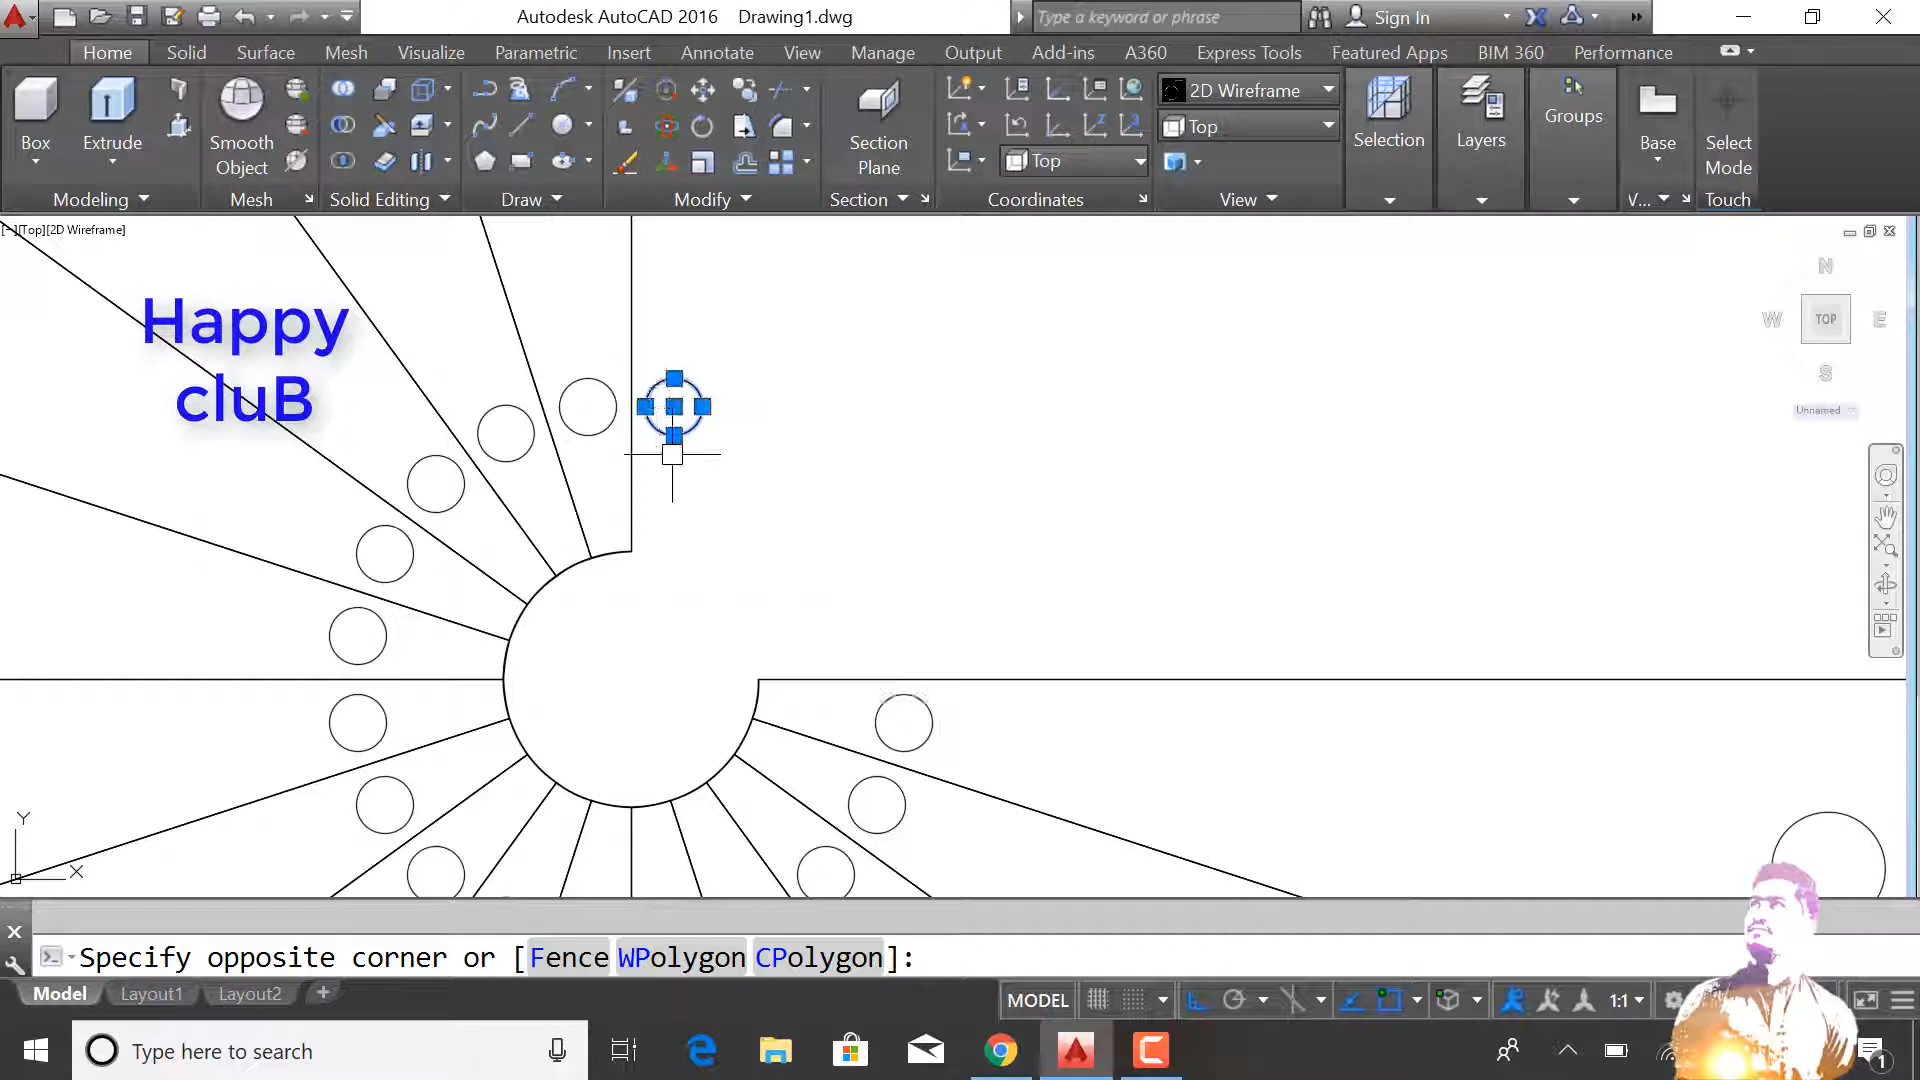 Autodesk AutoCAD 2016 Drawing1.dwg
Type a keyword or phrase
Sign In
Home Solid Surface Mesh Visualize Parametric Insert Annotate View Manage Output Add-ins A360 Express Tools Featured Apps BIM 360 Performance
Box
Extrude
Smooth
Object
Section
Plane
2D Wireframe
Top
Top
Selection
Layers
Groups
Base
Select
Mode
Modeling Mesh Solid Editing Draw Modify Section Coordinates View V... Touch
[−][Top][2D Wireframe]
Happy
cluB
N
W TOP E
S
Unnamed
Y
X
Specify opposite corner or [Fence WPolygon CPolygon]:
Model Layout1 Layout2 +
MODEL
1:1
Type here to search
1